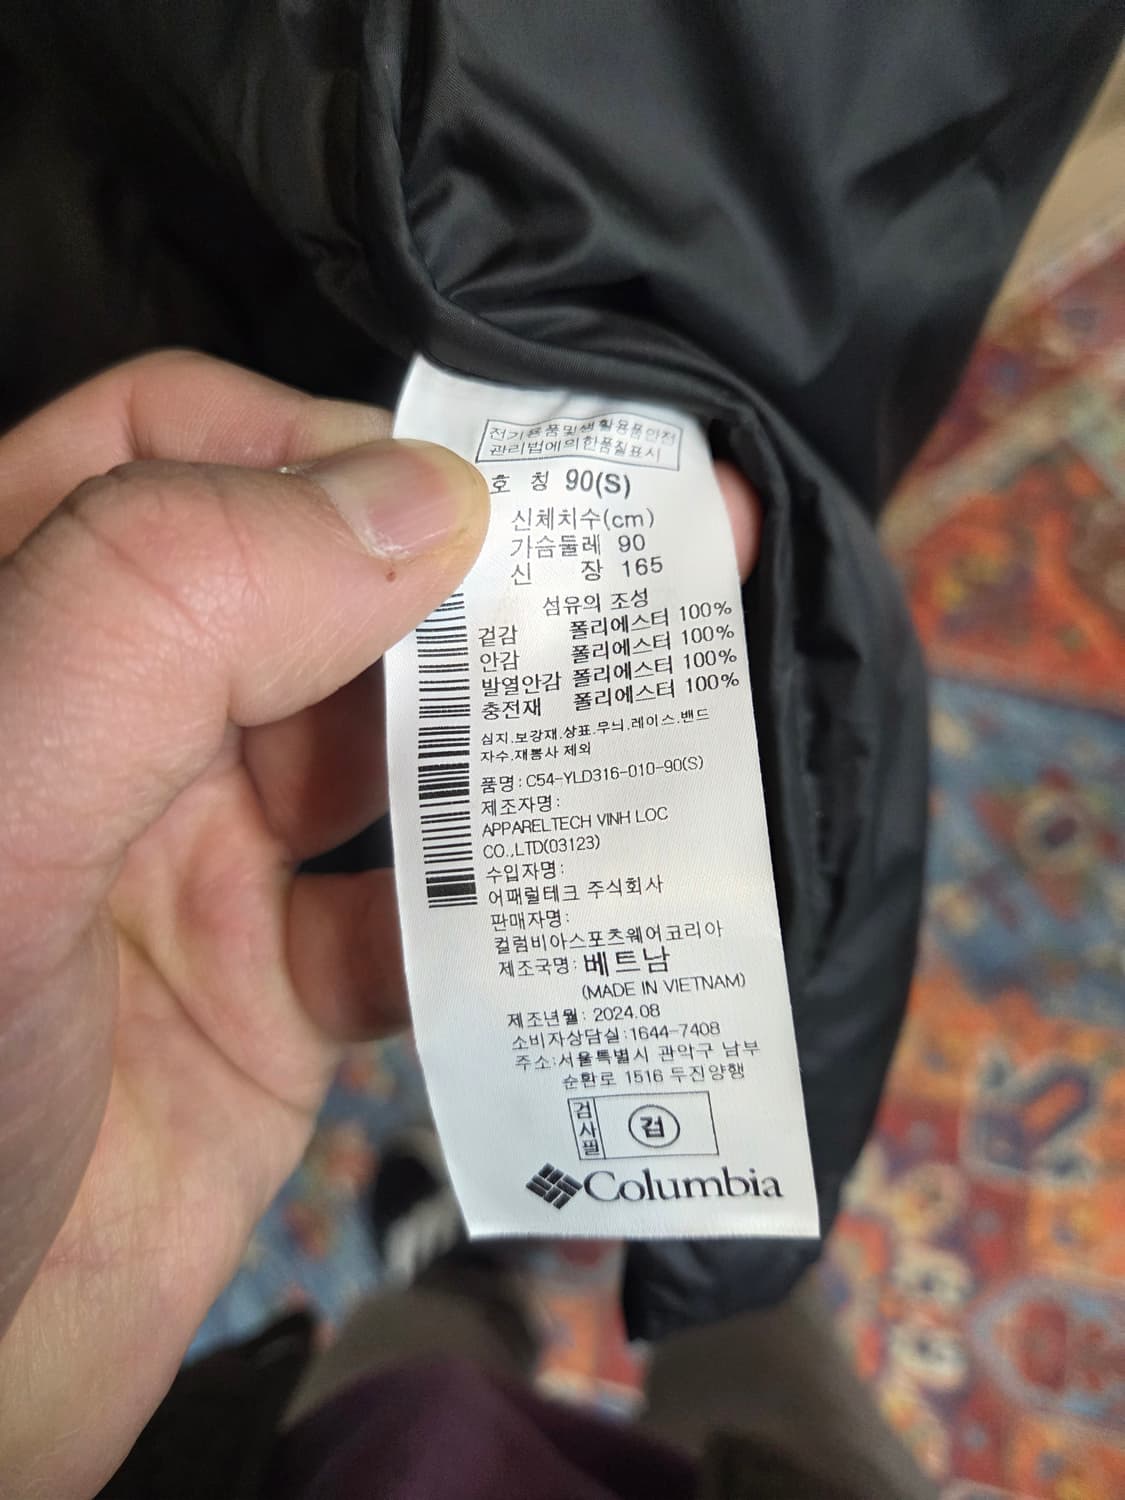 전기용품및생활용품안전
관리법에의한품질표시
호 칭 90(S)
신체치수(cm)
가슴둘레 90
신 장 165
섬유의 조성
겉감 폴리에스터 100%
안감 폴리에스터 100%
발열안감 폴리에스터 100%
충전재 폴리에스터 100%
심지.보강재.상표.무늬.레이스.밴드
자수.재봉사 제외
품명:C54-YLD316-010-90(S)
제조자명:
APPARELTECH VINH LOC
CO.,LTD(03123)
수입자명:
어패럴테크 주식회사
판매자명:
컬럼비아스포츠웨어코리아
제조국명:베트남
(MADE IN VIETNAM)
제조년월:2024.08
소비자상담실:1644-7408
주소:서울특별시 관악구 남부
순환로 1516 두진양행
검사필 검
Columbia